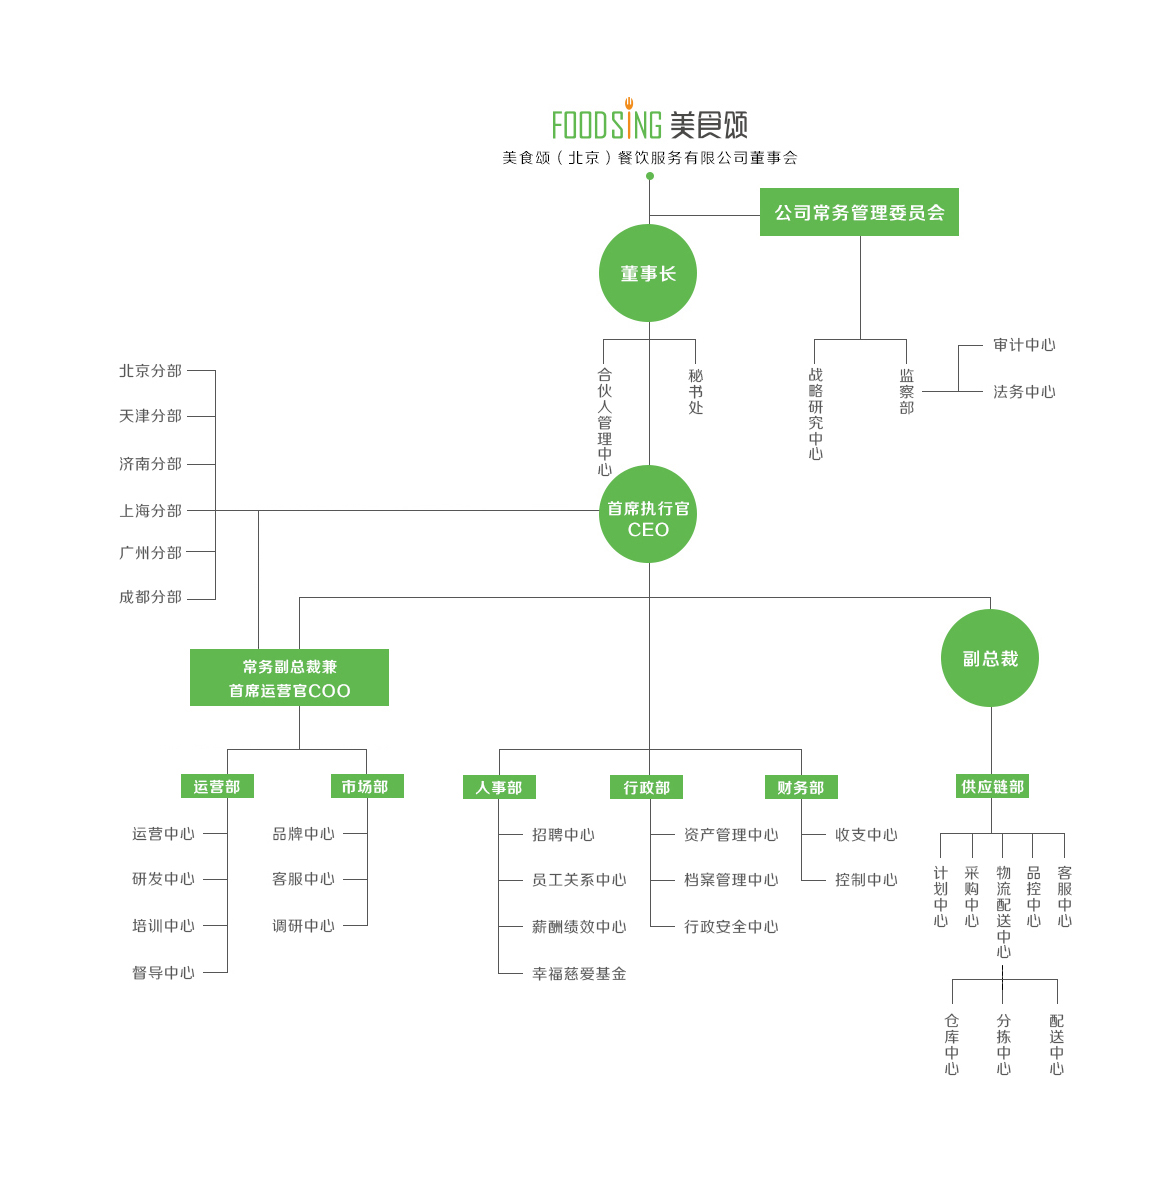 FOODSING 美食颂
美食颂（北京）餐饮服务有限公司董事会
公司常务管理委员会
董事长
合伙人管理中心
秘书处
战略研究中心
监察部
审计中心
法务中心
北京分部
天津分部
济南分部
上海分部
广州分部
成都分部
首席执行官
CEO
常务副总裁兼
首席运营官COO
副总裁
运营部
市场部
人事部
行政部
财务部
供应链部
运营中心
研发中心
培训中心
督导中心
品牌中心
客服中心
调研中心
招聘中心
员工关系中心
薪酬绩效中心
幸福慈爱基金
资产管理中心
档案管理中心
行政安全中心
收支中心
控制中心
计划中心
采购中心
物流配送中心
品控中心
客服中心
仓库中心
分拣中心
配送中心